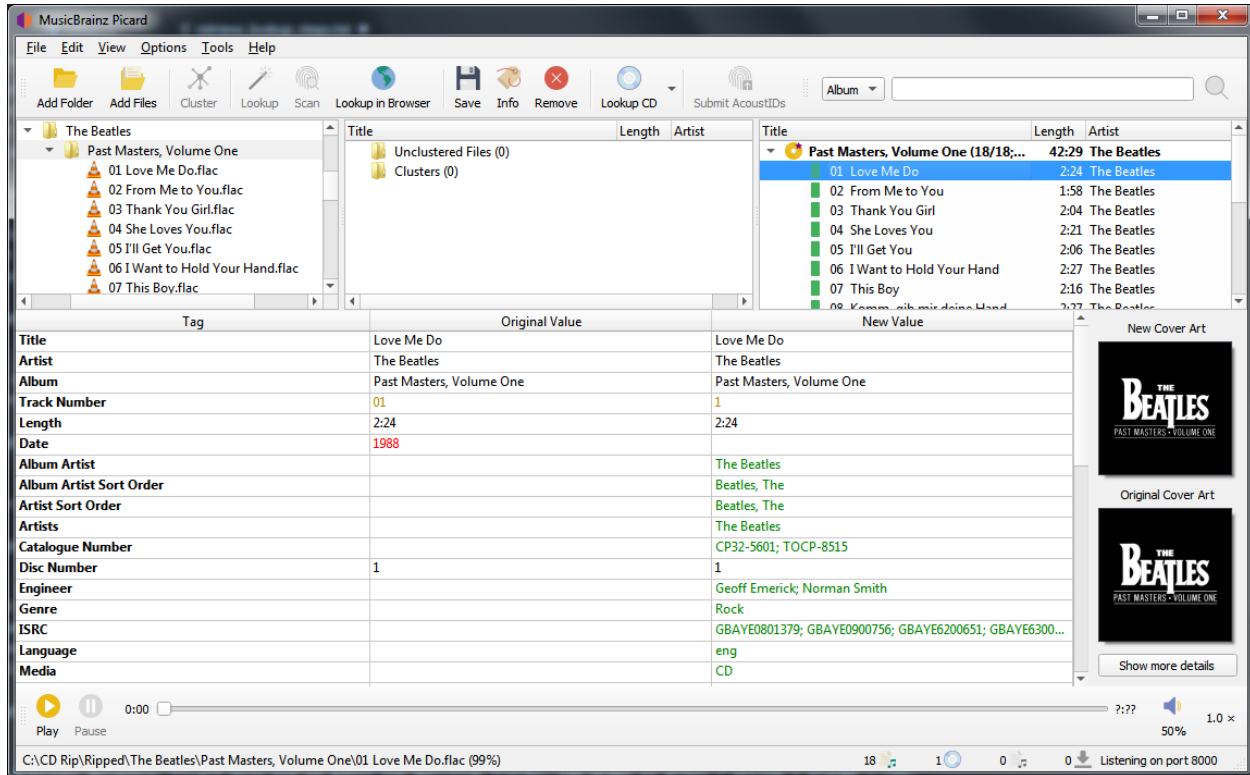 MusicBrainz Picard
File Edit View Options Tools Help
Add Folder Add Files Cluster Lookup Scan Lookup in Browser Save Info Remove Lookup CD Submit AcoustIDs Album
The Beatles
Past Masters, Volume One
01 Love Me Do.flac
02 From Me to You.flac
03 Thank You Girl.flac
04 She Loves You.flac
05 I'll Get You.flac
06 I Want to Hold Your Hand.flac
07 This Boy.flac
Title Length Artist
Unclustered Files (0)
Clusters (0)
Title Length Artist
Past Masters, Volume One (18/18;... 42:29 The Beatles
01 Love Me Do 2:24 The Beatles
02 From Me to You 1:58 The Beatles
03 Thank You Girl 2:04 The Beatles
04 She Loves You 2:21 The Beatles
05 I'll Get You 2:06 The Beatles
06 I Want to Hold Your Hand 2:27 The Beatles
07 This Boy 2:16 The Beatles
08 Komm, gib mir deine Hand 2:27 The Beatles
Tag Original Value New Value
Title Love Me Do Love Me Do
Artist The Beatles The Beatles
Album Past Masters, Volume One Past Masters, Volume One
Track Number 01 1
Length 2:24 2:24
Date 1988
Album Artist The Beatles
Album Artist Sort Order Beatles, The
Artist Sort Order Beatles, The
Artists The Beatles
Catalogue Number CP32-5601; TOCP-8515
Disc Number 1 1
Engineer Geoff Emerick; Norman Smith
Genre Rock
ISRC GBAYE0801379; GBAYE0900756; GBAYE6200651; GBAYE6300...
Language eng
Media CD
New Cover Art
THE
BEATLES
PAST MASTERS • VOLUME ONE
Original Cover Art
THE
BEATLES
PAST MASTERS • VOLUME ONE
Show more details
0:00 ?:??
1.0 ×
Play Pause 50%
C:\CD Rip\Ripped\The Beatles\Past Masters, Volume One\01 Love Me Do.flac (99%) 18 1 0 0 Listening on port 8000